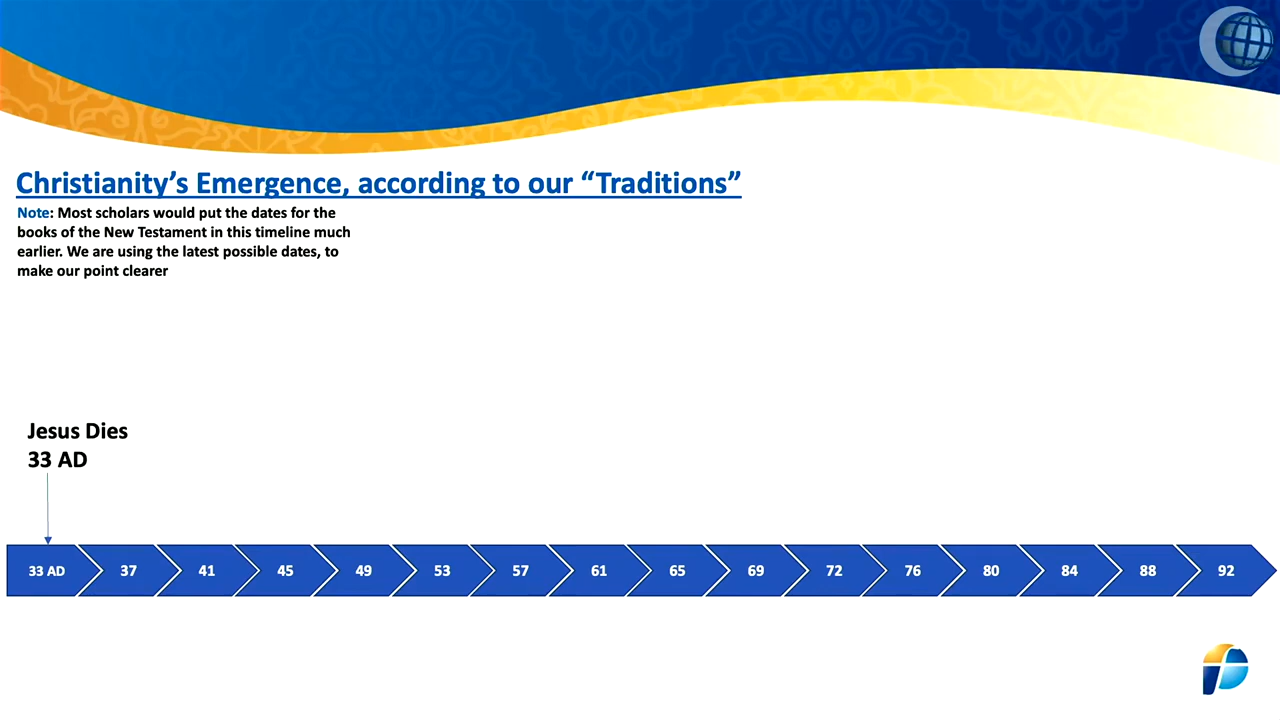 Christianity’s Emergence, according to our “Traditions”
Note: Most scholars would put the dates for the
books of the New Testament in this timeline much
earlier. We are using the latest possible dates, to
make our point clearer
Jesus Dies
33 AD
33 AD 37 41 45 49 53 57 61 65 69 72 76 80 84 88 92